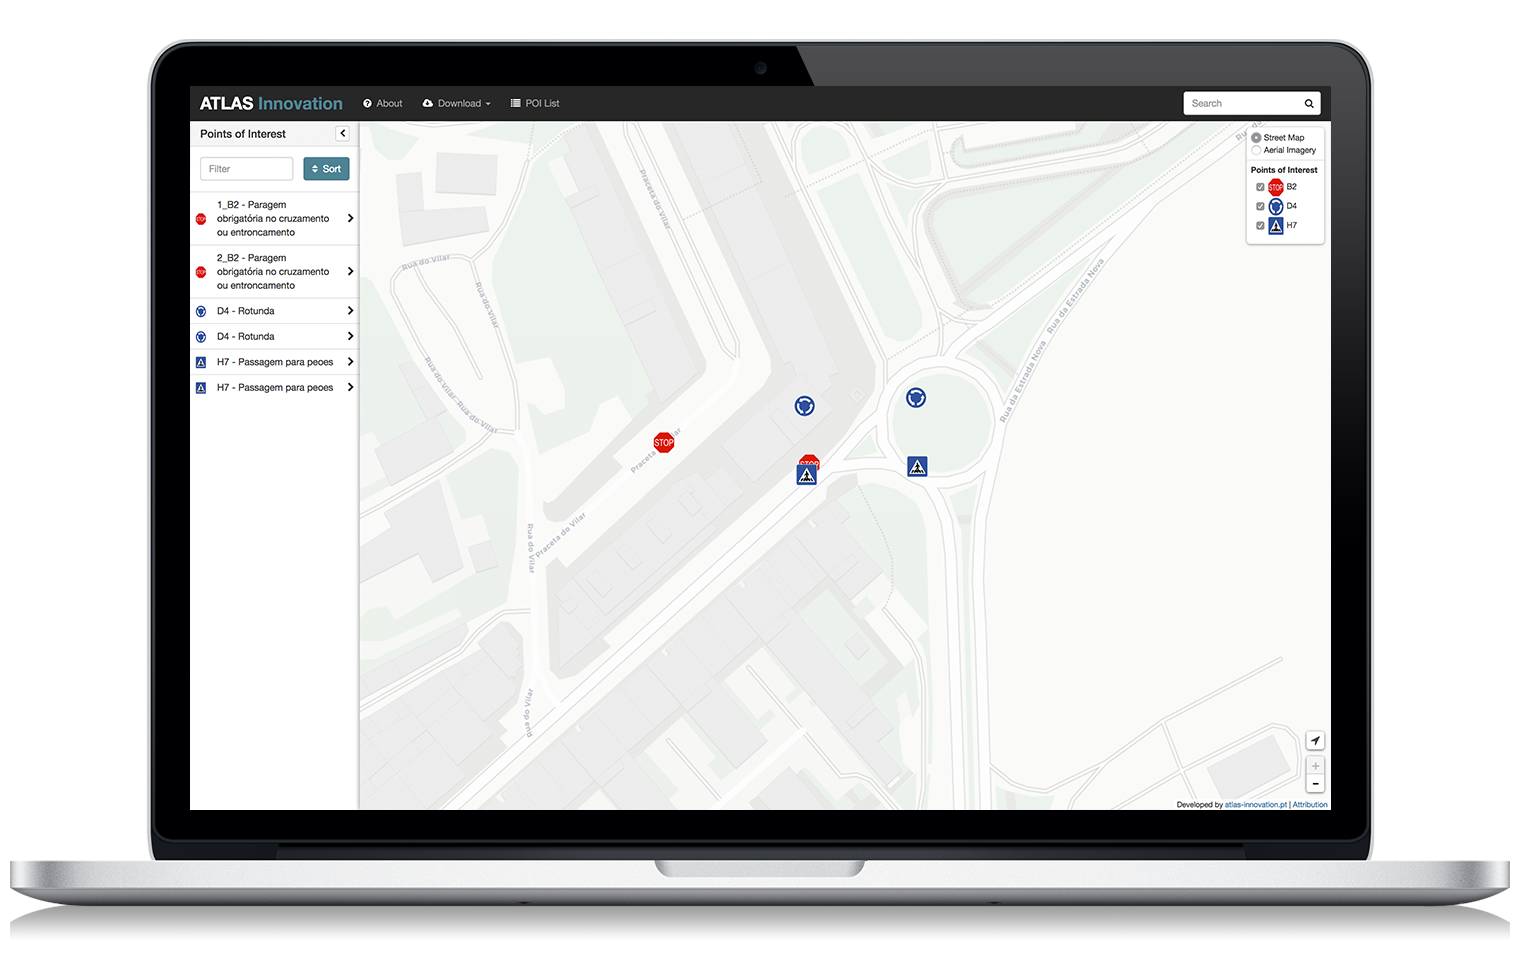 ATLAS Innovation
About
Download
POI List
Search
Points of Interest
Filter
Sort
1_B2 - Paragem
obrigatória no cruzamento
ou entroncamento
2_B2 - Paragem
obrigatória no cruzamento
ou entroncamento
D4 - Rotunda
D4 - Rotunda
H7 - Passagem para peoes
H7 - Passagem para peoes
Street Map
Aerial Imagery
Points of Interest
STOP B2
D4
H7
Praceta do Vilar
Rua do Vilar
Rua do Vilar
Rua do Vilar
Rua do Vilar
Rua da Estrada Nova
Rua da Estrada Nova
STOP
STOP
Praceta do Vilar
Rua do Vilar
Rua do Vilar
Developed by atlas-innovation.pt | Attribution